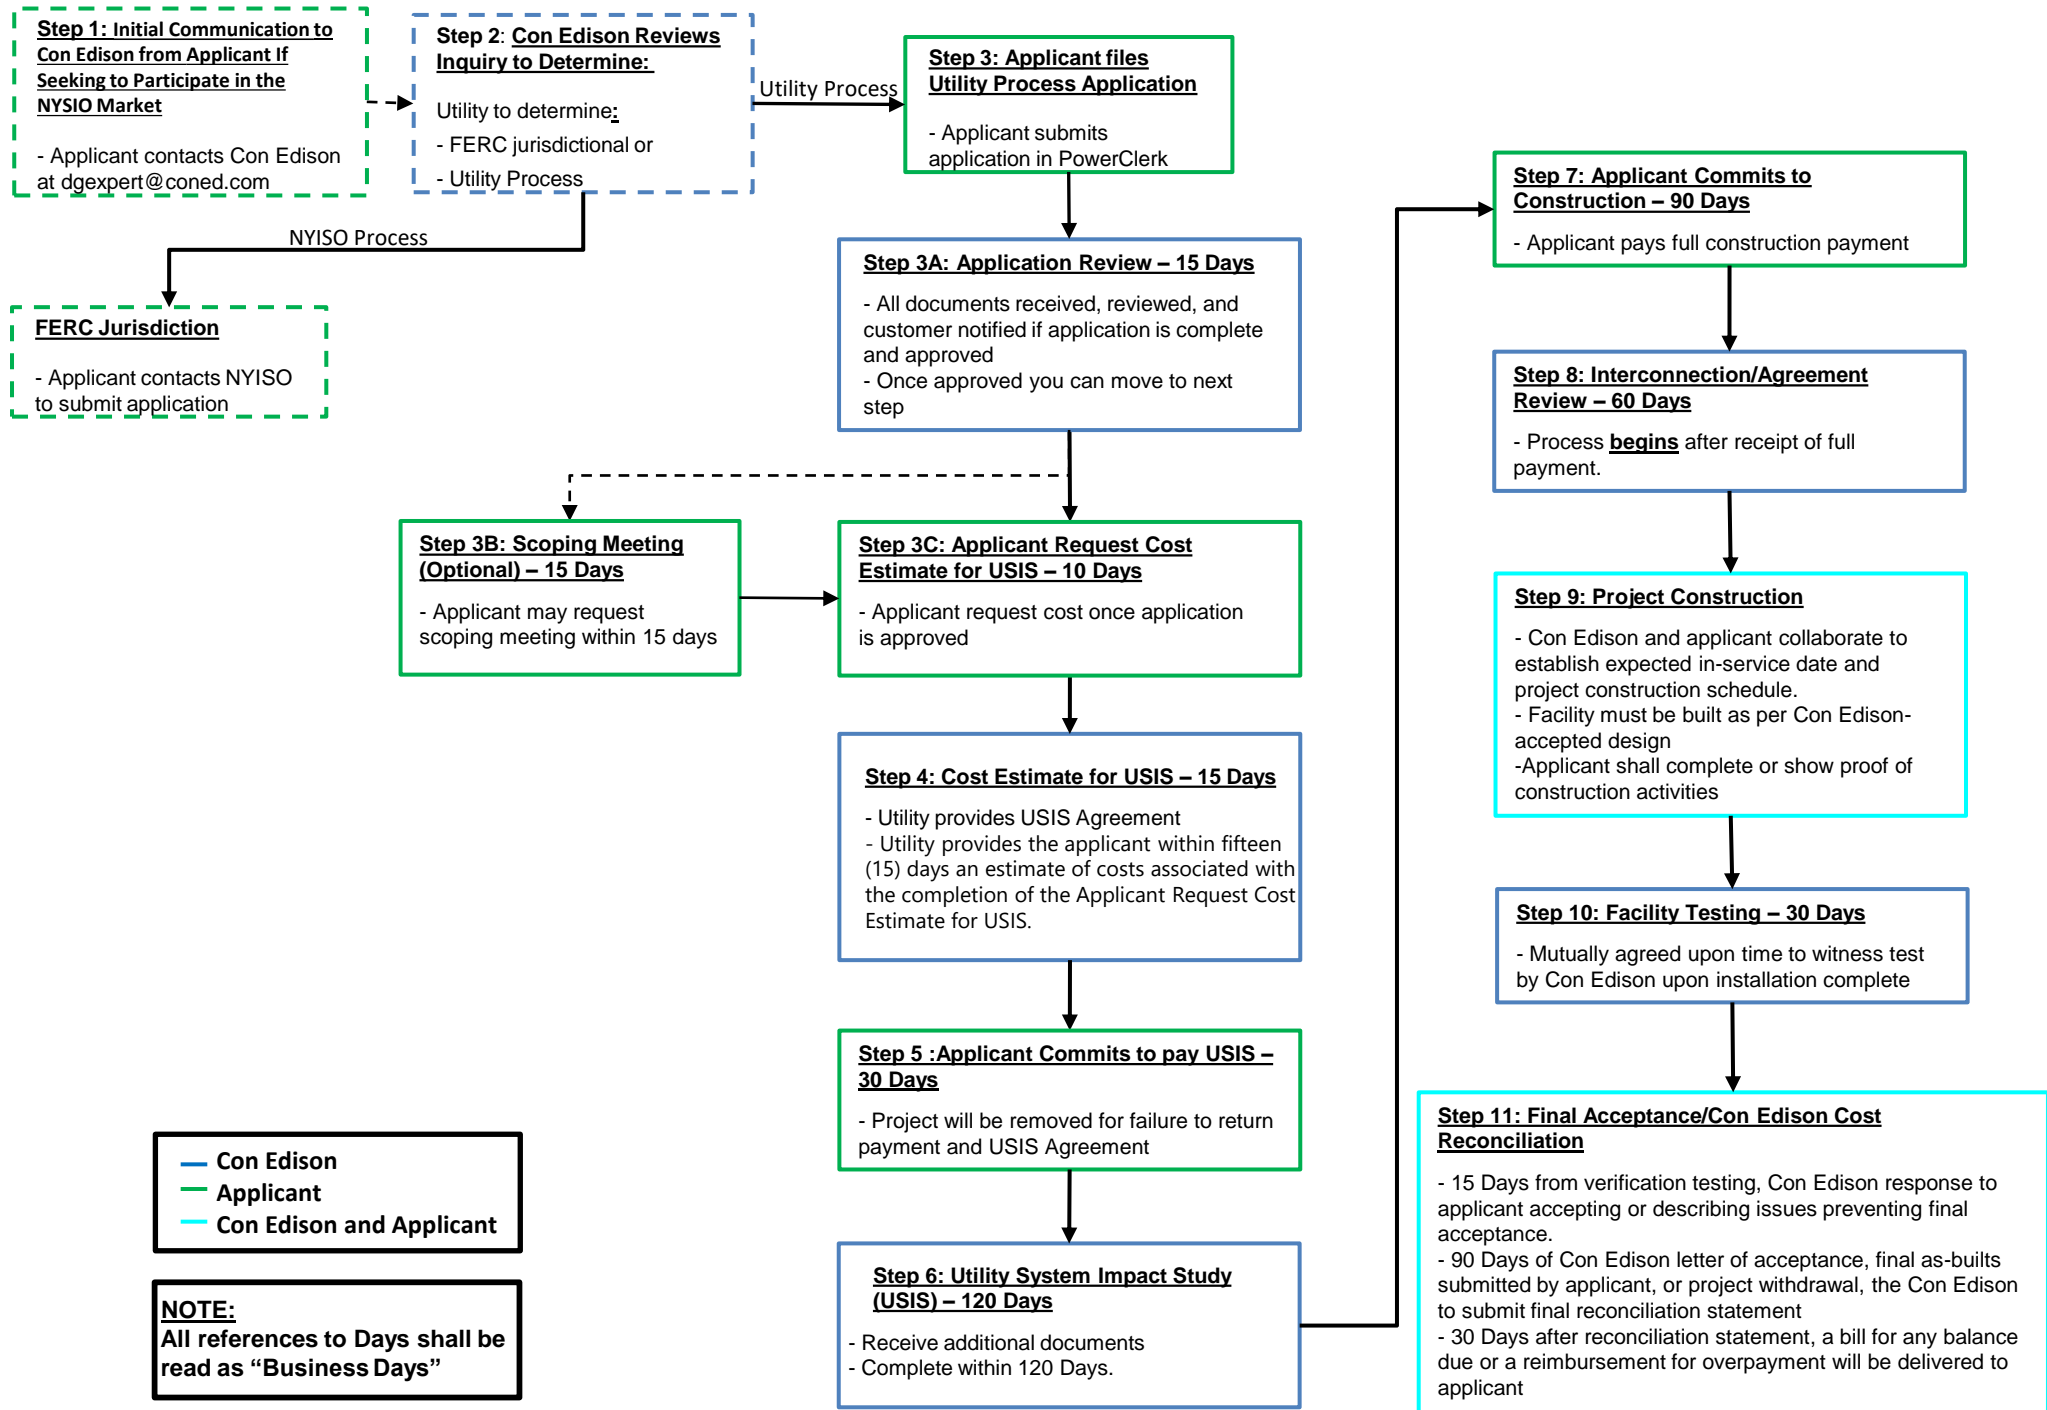 Step 1: Initial Communication to
Con Edison from Applicant If
Seeking to Participate in the
NYSIO Market
- Applicant contacts Con Edison
at dgexpert@coned.com
Step 2: Con Edison Reviews
Inquiry to Determine:
Utility to determine:
- FERC jurisdictional or
- Utility Process
Utility Process
NYISO Process
FERC Jurisdiction
- Applicant contacts NYISO
to submit application
Step 3: Applicant files
Utility Process Application
- Applicant submits
application in PowerClerk
Step 3A: Application Review – 15 Days
- All documents received, reviewed, and
customer notified if application is complete
and approved
- Once approved you can move to next
step
Step 3B: Scoping Meeting
(Optional) – 15 Days
- Applicant may request
scoping meeting within 15 days
Step 3C: Applicant Request Cost
Estimate for USIS – 10 Days
- Applicant request cost once application
is approved
Step 4: Cost Estimate for USIS – 15 Days
- Utility provides USIS Agreement
- Utility provides the applicant within fifteen
(15) days an estimate of costs associated with
the completion of the Applicant Request Cost
Estimate for USIS.
Step 5 :Applicant Commits to pay USIS –
30 Days
- Project will be removed for failure to return
payment and USIS Agreement
Step 6: Utility System Impact Study
(USIS) – 120 Days
- Receive additional documents
- Complete within 120 Days.
Step 7: Applicant Commits to
Construction – 90 Days
- Applicant pays full construction payment
Step 8: Interconnection/Agreement
Review – 60 Days
- Process begins after receipt of full
payment.
Step 9: Project Construction
- Con Edison and applicant collaborate to
establish expected in-service date and
project construction schedule.
- Facility must be built as per Con Edison-
accepted design
-Applicant shall complete or show proof of
construction activities
Step 10: Facility Testing – 30 Days
- Mutually agreed upon time to witness test
by Con Edison upon installation complete
Step 11: Final Acceptance/Con Edison Cost
Reconciliation
- 15 Days from verification testing, Con Edison response to
applicant accepting or describing issues preventing final
acceptance.
- 90 Days of Con Edison letter of acceptance, final as-builts
submitted by applicant, or project withdrawal, the Con Edison
to submit final reconciliation statement
- 30 Days after reconciliation statement, a bill for any balance
due or a reimbursement for overpayment will be delivered to
applicant
Con Edison
Applicant
Con Edison and Applicant
NOTE:
All references to Days shall be
read as “Business Days”